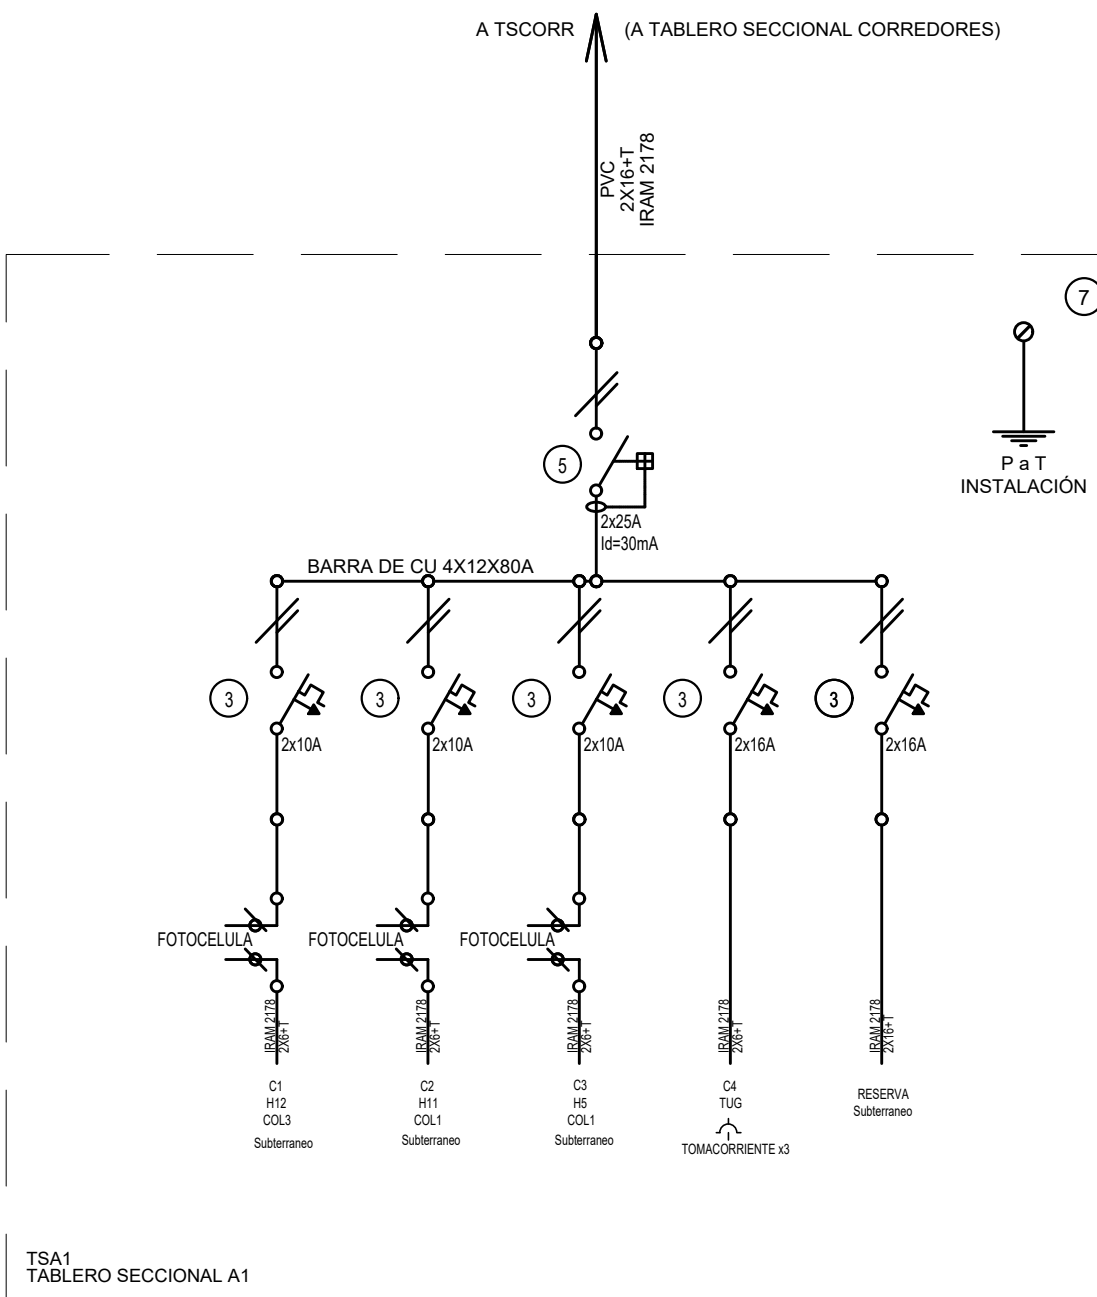 A TSCORR (A TABLERO SECCIONAL CORREDORES)
PVC
2X16+T
IRAM 2178
7
P a T
INSTALACIÓN
5
2x25A
Id=30mA
BARRA DE CU 4X12X80A
3 3 3 3 3
2x10A 2x10A 2x10A 2x16A 2x16A
FOTOCELULA FOTOCELULA FOTOCELULA
IRAM 2178
2X6+T
IRAM 2178
2X6+T
IRAM 2178
2X6+T
IRAM 2178
2X6+T
IRAM 2178
2X16+T
C1
H12
COL3
Subterraneo
C2
H11
COL1
Subterraneo
C3
H5
COL1
Subterraneo
C4
TUG
TOMACORRIENTE x3
RESERVA
Subterraneo
TSA1
TABLERO SECCIONAL A1